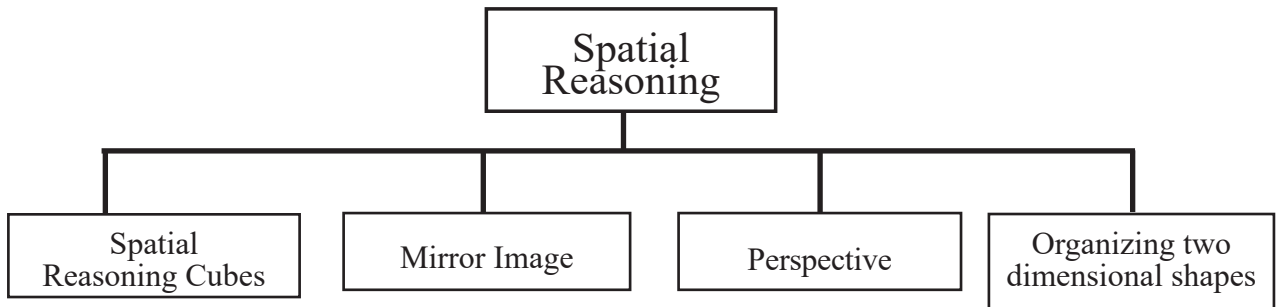 Spatial
Reasoning
Spatial
Reasoning Cubes
Mirror Image
Perspective
Organizing two
dimensional shapes